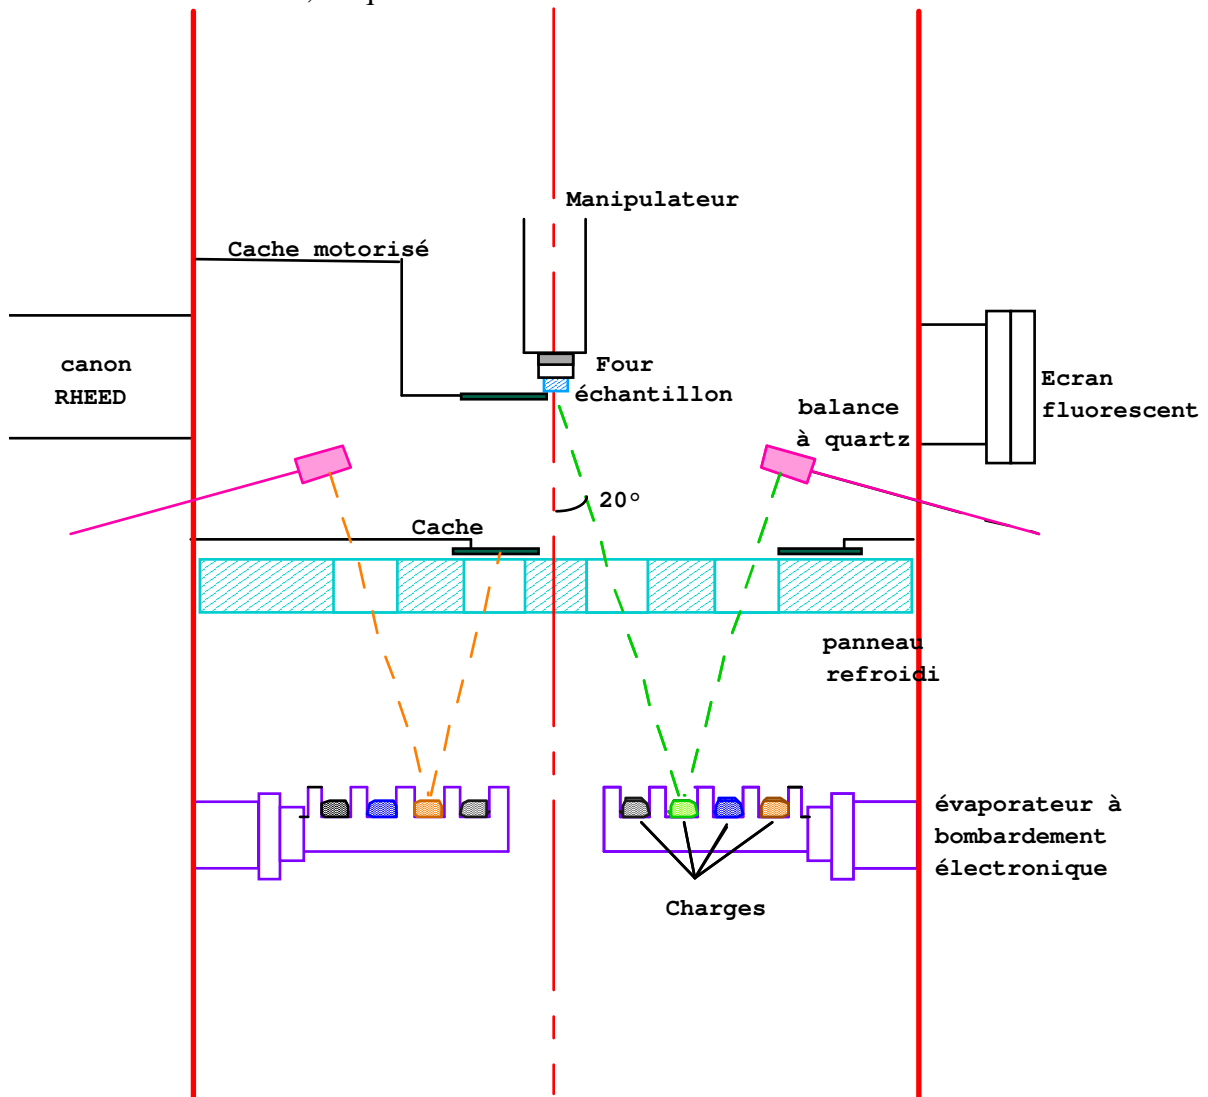 Manipulateur
Cache motorisé
canon
RHEED
Four
échantillon
Ecran
fluorescent
balance
à quartz
20°
Cache
panneau
refroidi
évaporateur à
bombardement
électronique
Charges